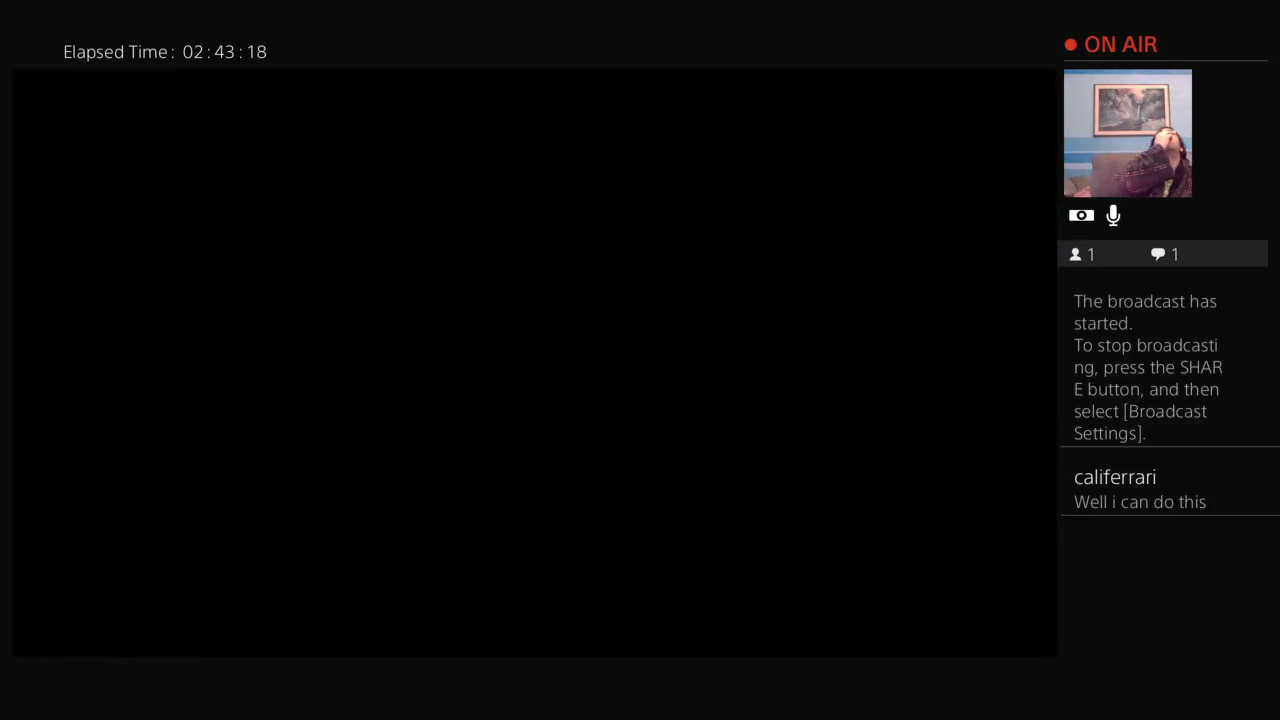 Elapsed Time: 02:43:18
ON AIR
1 1
The broadcast has
started.
To stop broadcasti
ng, press the SHAR
E button, and then
select [Broadcast
Settings].
califerrari
Well i can do this